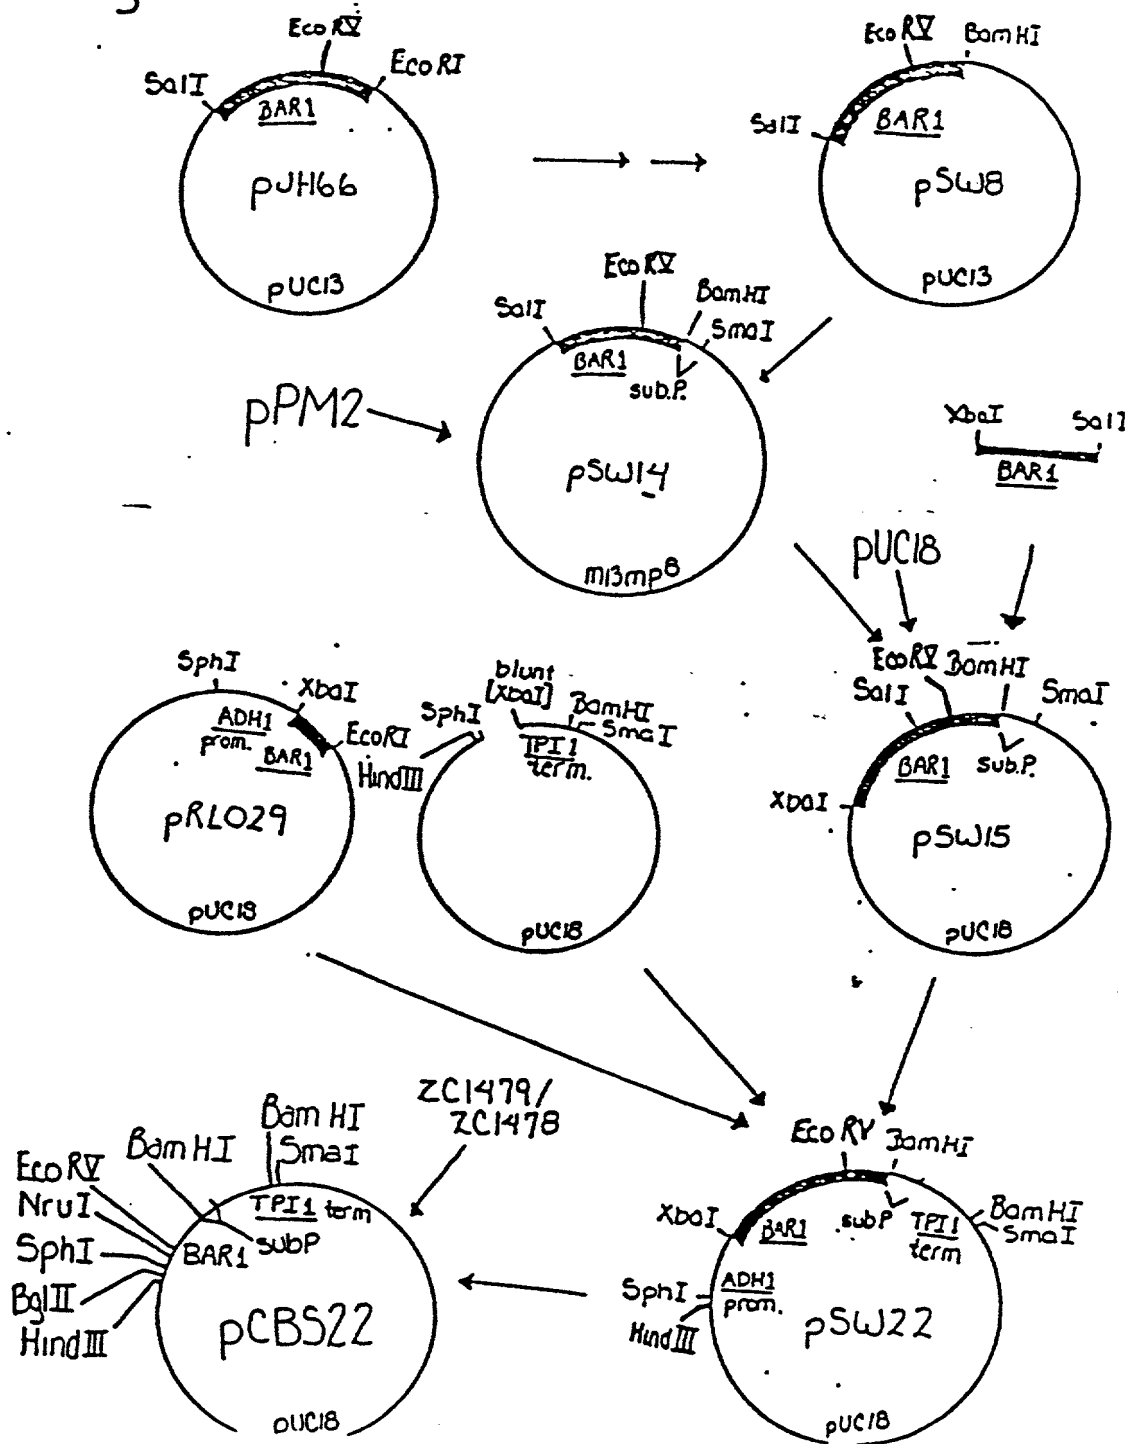 EcoRV
SalI
EcoRI
BAR1
pJH66
pUC13
EcoRV
BamHI
SalI
BAR1
pSW8
pUC13
EcoRV
SalI
BamHI
SmaI
BAR1
sub.P.
pPM2
pSW14
m13mp8
XbaI
SalI
BAR1
pUC18
SphI
XbaI
ADH1
prom.
BAR1
EcoRI
pRLO29
pUC18
blunt
[XbaI]
SphI
BamHI
SmaI
HindIII
TPI1
term.
pUC18
EcoRV
BamHI
SalI
SmaI
BAR1
sub.P.
XbaI
pSW15
pUC18
ZC1479/
ZC1478
BamHI
BamHI
SmaI
EcoRV
NruI
SphI
BglII
HindIII
TPI1 term
BAR1
subP
pCBS22
pUC18
EcoRV
BamHI
XbaI
BAR1
subP
TPI1
term
BamHI
SmaI
SphI
HindIII
ADH1
prom.
pSW22
pUC18